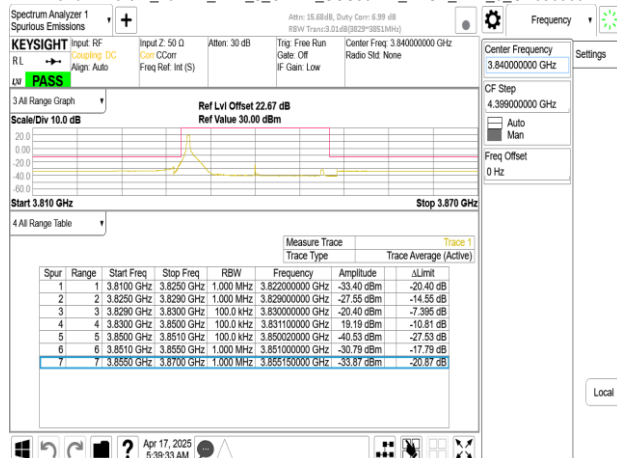 Spectrum Analyzer 1
Spurious Emissions
+
Attn: 15.68dB, Duty Corr: 6.99 dB
RBW Trans:3.01dB(3829~3851MHz)
Frequency
KEYSIGHT
Input: RF
Coupling: DC
Align: Auto
Input Z: 50 Ω
Corr CCorr
Freq Ref: Int (S)
Atten: 30 dB
Trig: Free Run
Gate: Off
IF Gain: Low
Center Freq: 3.840000000 GHz
Radio Std: None
RL
LXI
PASS
Center Frequency
3.840000000 GHz
Settings
CF Step
4.399000000 GHz
Auto
Man
Freq Offset
0 Hz
3 All Range Graph
Scale/Div 10.0 dB
Ref Lvl Offset 22.67 dB
Ref Value 30.00 dBm
20.0
0.00
-20.0
-40.0
-60.0
Start 3.810 GHz
Stop 3.870 GHz
4 All Range Table
Measure Trace Trace 1
Trace Type Trace Average (Active)
Spur Range Start Freq Stop Freq RBW Frequency Amplitude ΔLimit
1 1 3.8100 GHz 3.8250 GHz 1.000 MHz 3.822000000 GHz -33.40 dBm -20.40 dB
2 2 3.8250 GHz 3.8290 GHz 1.000 MHz 3.829000000 GHz -27.55 dBm -14.55 dB
3 3 3.8290 GHz 3.8300 GHz 100.0 kHz 3.830000000 GHz -20.40 dBm -7.395 dB
4 4 3.8300 GHz 3.8500 GHz 100.0 kHz 3.831100000 GHz 19.19 dBm -10.81 dB
5 5 3.8500 GHz 3.8510 GHz 100.0 kHz 3.850020000 GHz -40.53 dBm -27.53 dB
6 6 3.8510 GHz 3.8550 GHz 1.000 MHz 3.851000000 GHz -30.79 dBm -17.79 dB
7 7 3.8550 GHz 3.8700 GHz 1.000 MHz 3.855150000 GHz -33.87 dBm -20.87 dB
Local
?
Apr 17, 2025
5:39:33 AM